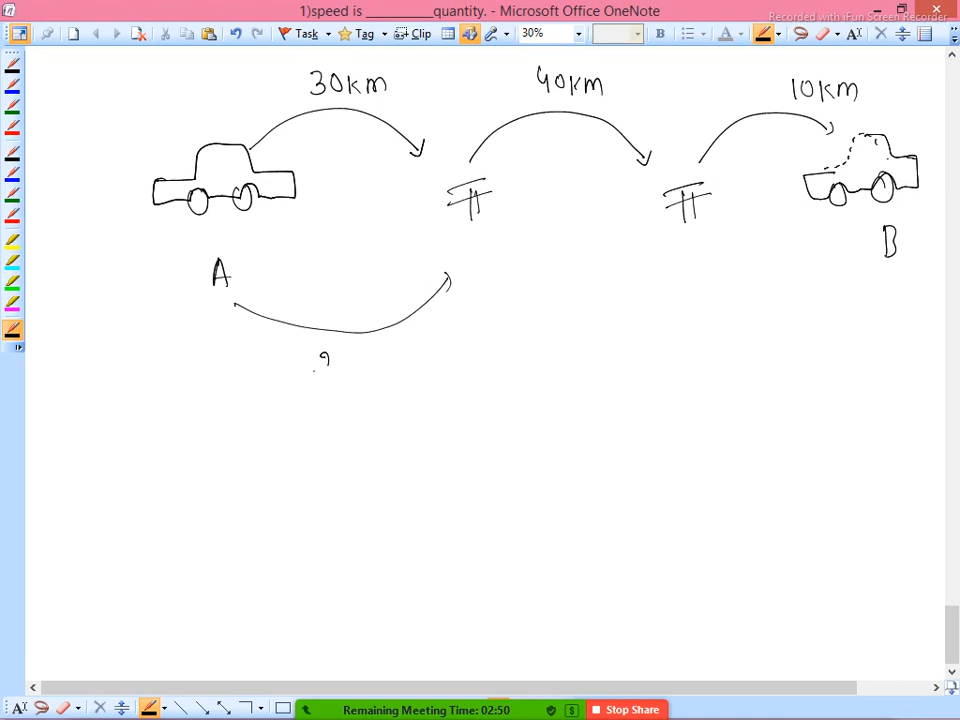 1)speed is _________quantity. - Microsoft Office OneNote
Recorded with iFun Screen Recorder
Task Tag Clip 30% B A A
30km 40km 10km
A B
?
A Remaining Meeting Time: 02:50 Stop Share